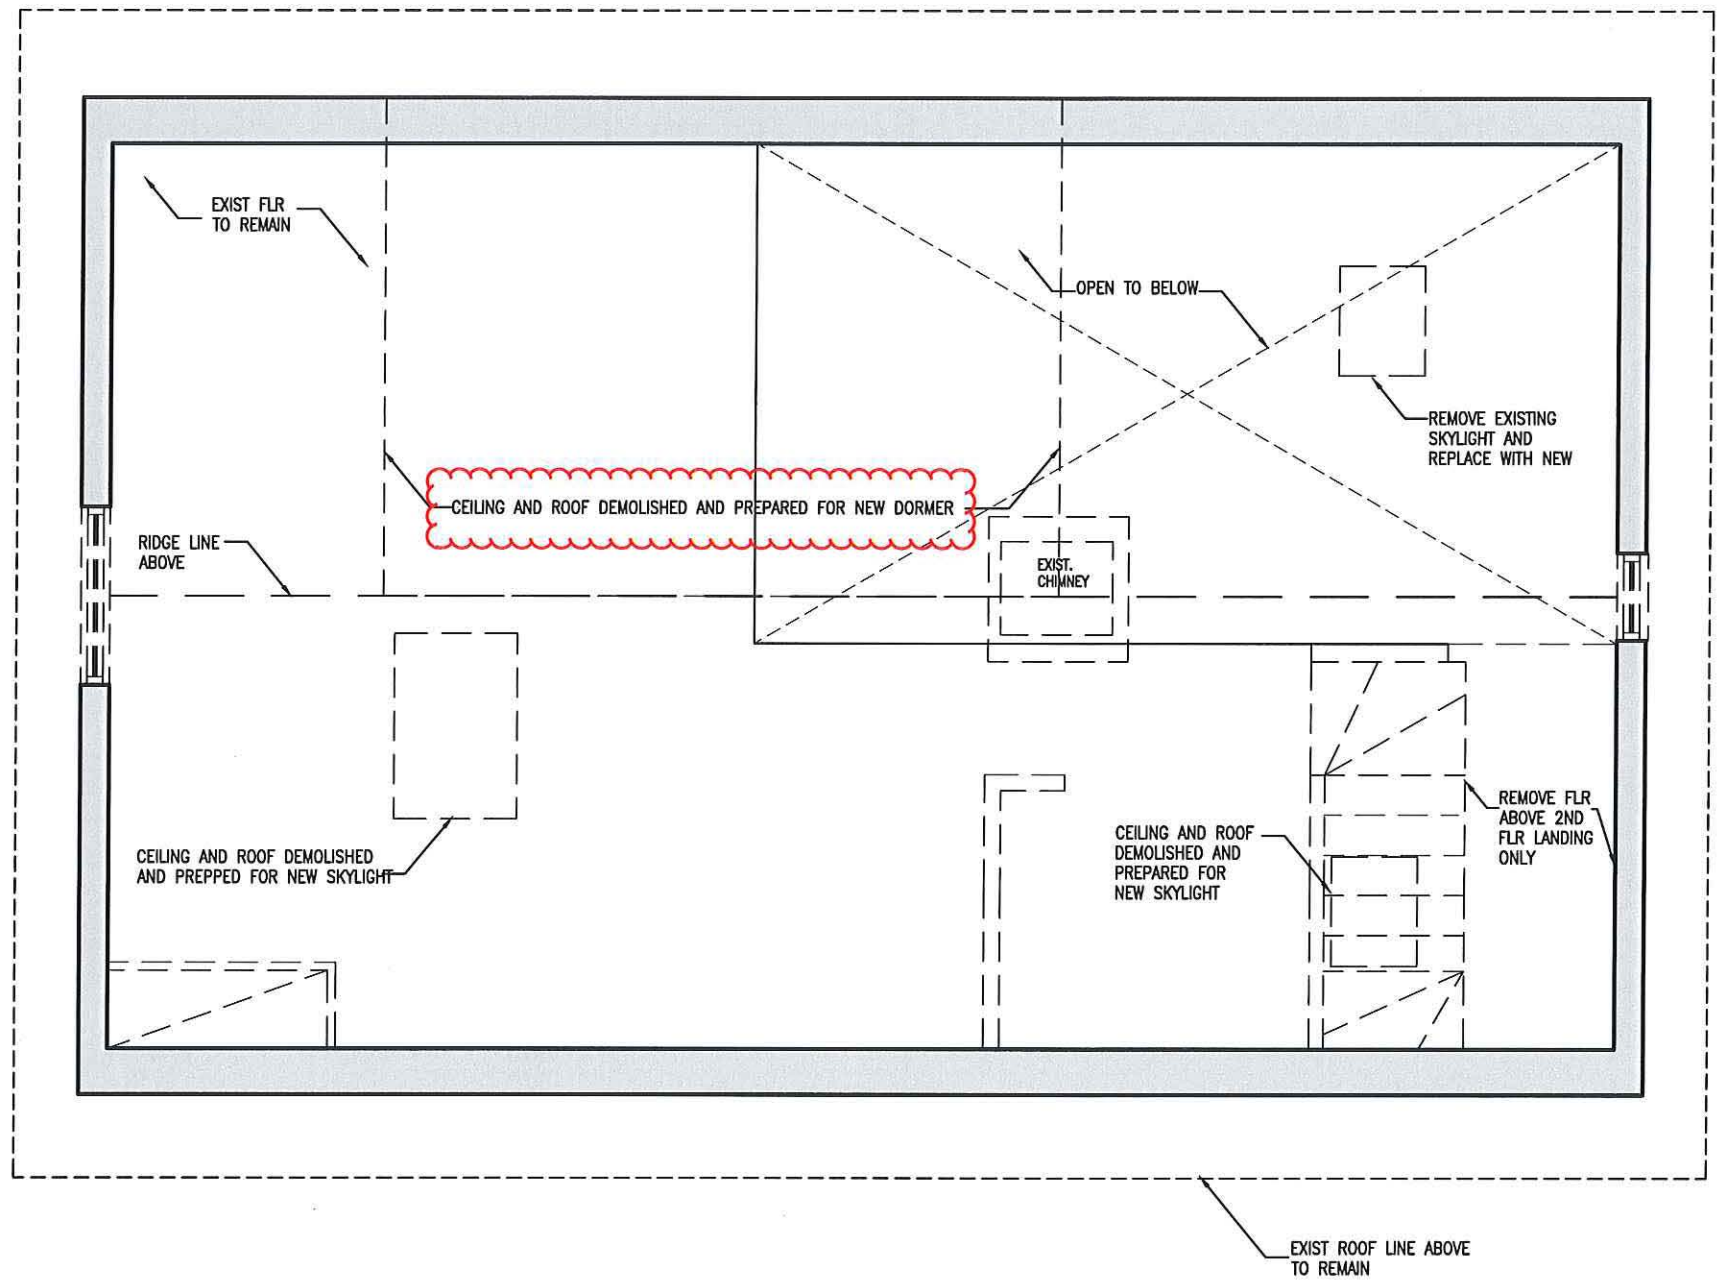 EXIST FLR
TO REMAIN
OPEN TO BELOW
REMOVE EXISTING
SKYLIGHT AND
REPLACE WITH NEW
CEILING AND ROOF DEMOLISHED AND PREPARED FOR NEW DORMER
RIDGE LINE
ABOVE
EXIST.
CHIMNEY
REMOVE FLR
ABOVE 2ND
FLR LANDING
ONLY
CEILING AND ROOF
DEMOLISHED AND
PREPARED FOR
NEW SKYLIGHT
CEILING AND ROOF DEMOLISHED
AND PREPPED FOR NEW SKYLIGHT
EXIST ROOF LINE ABOVE
TO REMAIN